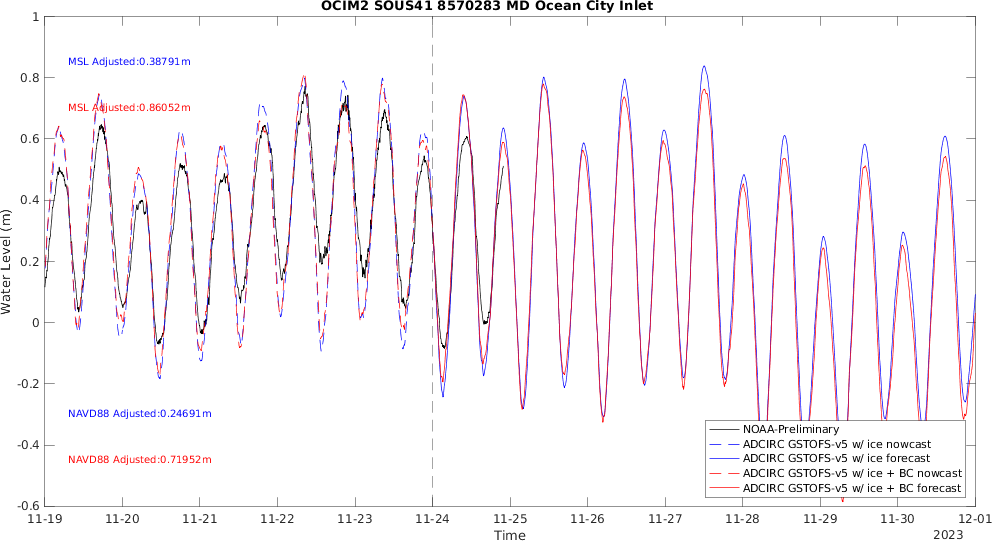 OCIM2 SOUS41 8570283 MD Ocean City Inlet
1
0.8
0.6
0.4
0.2
0
-0.2
-0.4
-0.6
Water Level (m)
MSL Adjusted:0.38791m
MSL Adjusted:0.86052m
NAVD88 Adjusted:0.24691m
NAVD88 Adjusted:0.71952m
NOAA-Preliminary
ADCIRC GSTOFS-v5 w/ ice nowcast
ADCIRC GSTOFS-v5 w/ ice forecast
ADCIRC GSTOFS-v5 w/ ice + BC nowcast
ADCIRC GSTOFS-v5 w/ ice + BC forecast
11-19 11-20 11-21 11-22 11-23 11-24 11-25 11-26 11-27 11-28 11-29 11-30 12-01
Time
2023